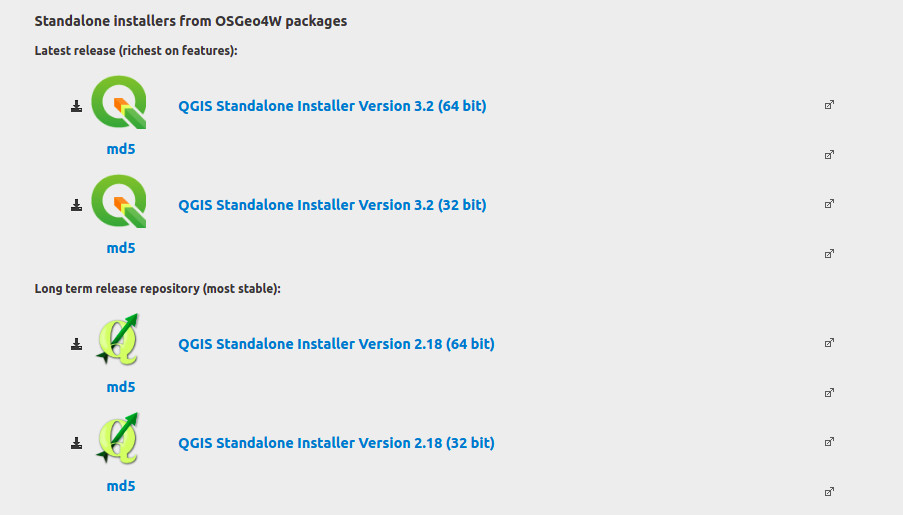 Standalone installers from OSGeo4W packages
Latest release (richest on features):
QGIS Standalone Installer Version 3.2 (64 bit)
md5
QGIS Standalone Installer Version 3.2 (32 bit)
md5
Long term release repository (most stable):
QGIS Standalone Installer Version 2.18 (64 bit)
md5
QGIS Standalone Installer Version 2.18 (32 bit)
md5